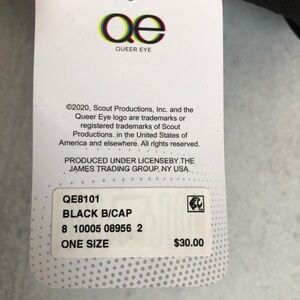 QE
QUEER EYE
©2020, Scout Productions, Inc. and the
Queer Eye logo are trademarks or
registered trademarks of Scout
Productions. in the United States of
America and elsewhere. All rights reserved.
PRODUCED UNDER LICENSEBY.THE
JAMES TRADING GROUP, NY USA.
QE8101
BLACK B/CAP
8 10005 08956 2
ONE SIZE $30.00